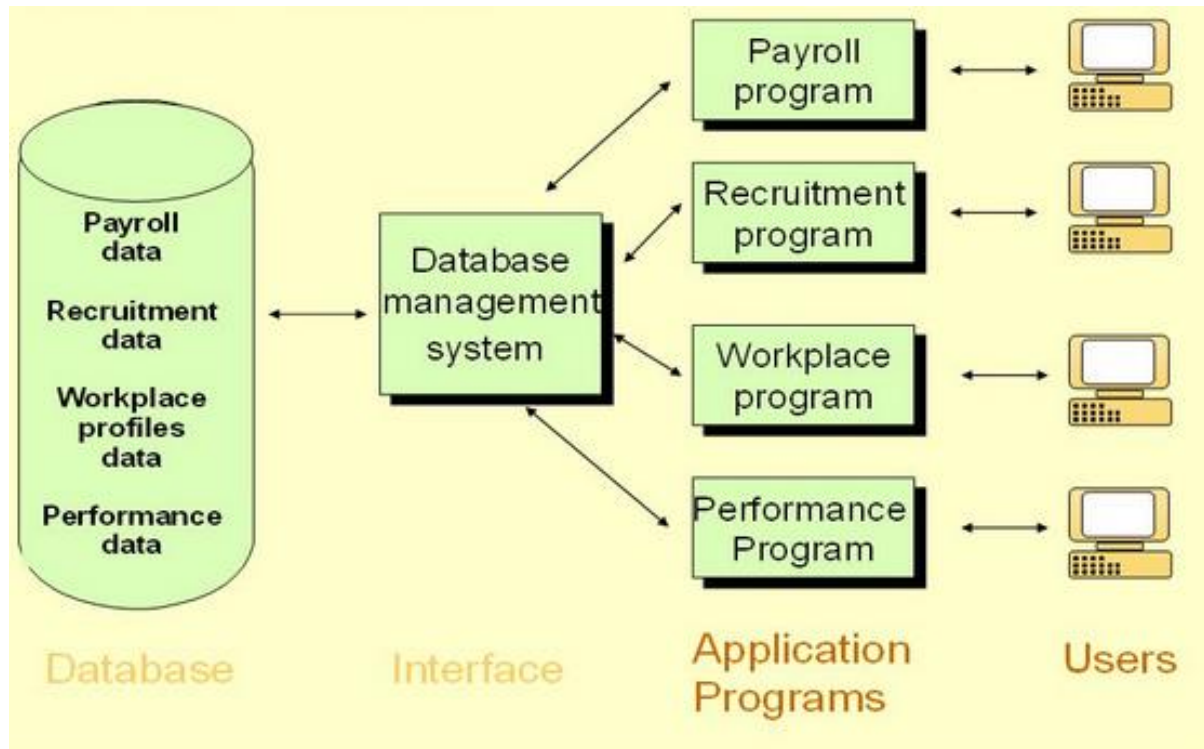 Payroll
data
Recruitment
data
Workplace
profiles
data
Performance
data
Database
management
system
Payroll
program
Recruitment
program
Workplace
program
Performance
Program
Database
Interface
Application
Programs
Users